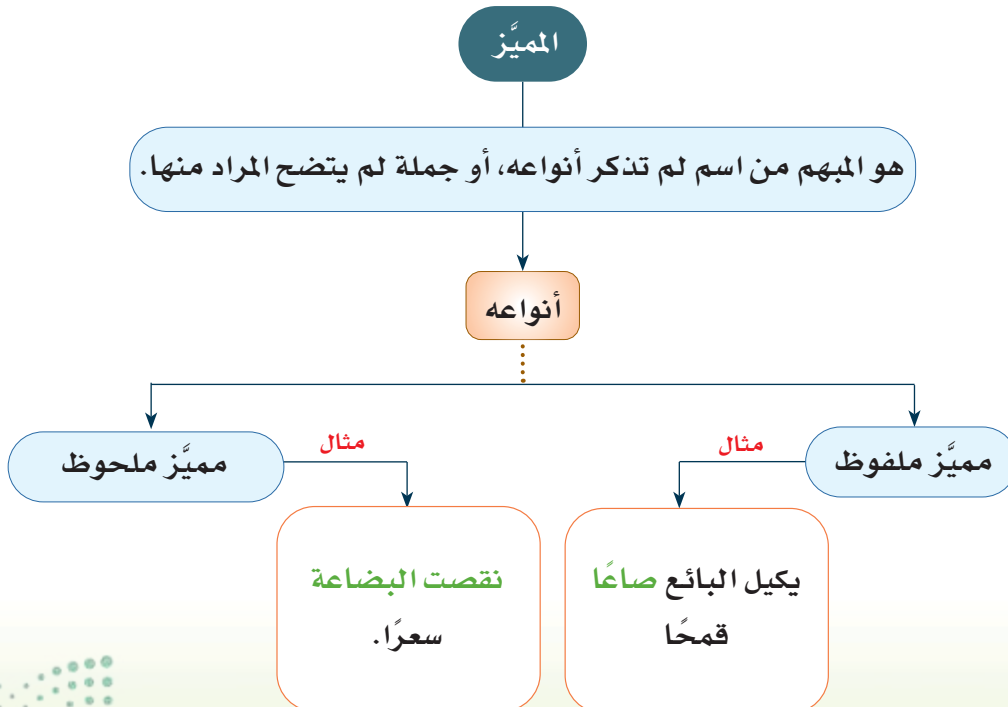 المميَّز
هو المبهم من اسم لم تذكر أنواعه، أو جملة لم يتضح المراد منها.
أنواعه
مميَّز ملفوظ
مثال
يكيل البائع صاعًا
قمحًا
مميَّز ملحوظ
مثال
نقصت البضاعة
سعرًا.